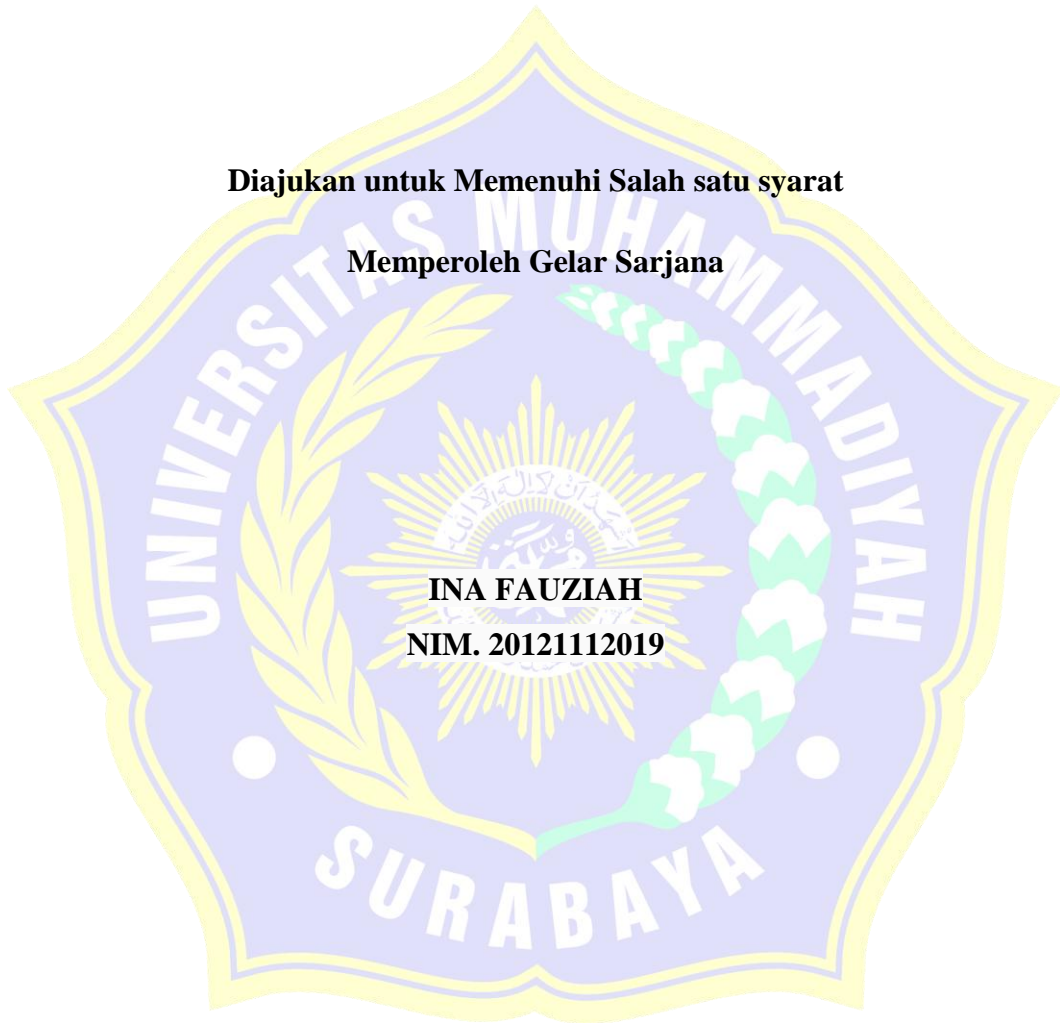 Diajukan untuk Memenuhi Salah satu syarat
Memperoleh Gelar Sarjana
UNIVERSITAS MUHAMMADIYAH
INA FAUZIAH
NIM. 20121112019
SURABAYA